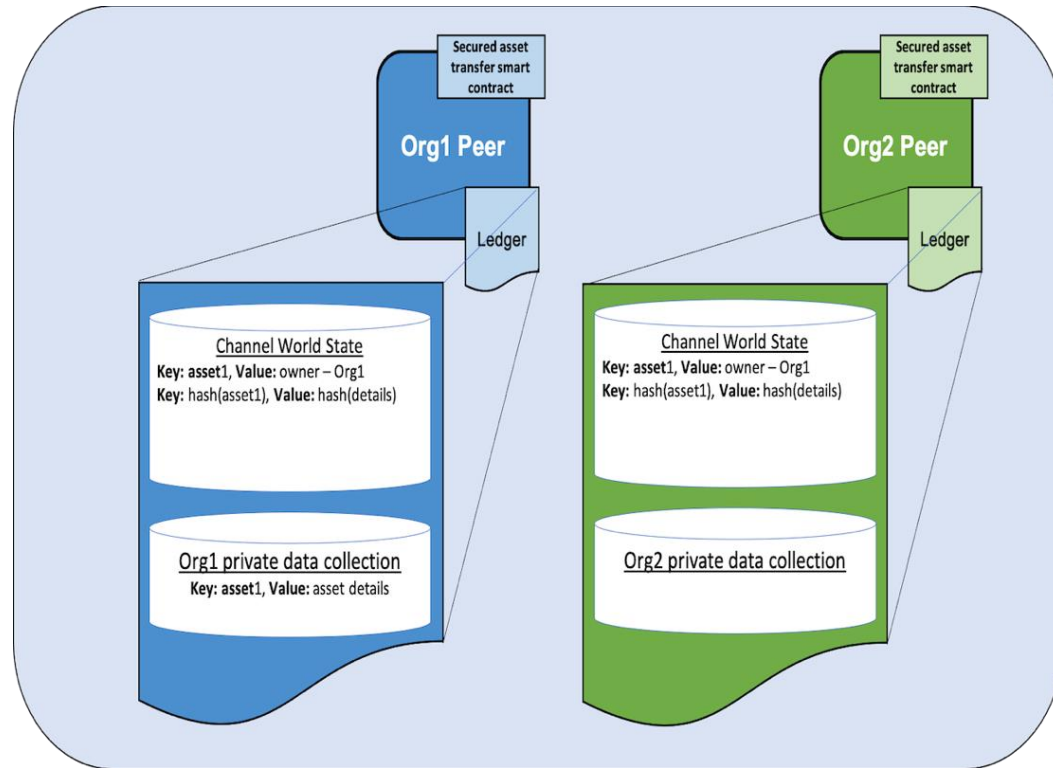 Secured asset
transfer smart
contract
Org1 Peer
Ledger
Channel World State
Key: asset1, Value: owner – Org1
Key: hash(asset1), Value: hash(details)
Org1 private data collection
Key: asset1, Value: asset details
Secured asset
transfer smart
contract
Org2 Peer
Ledger
Channel World State
Key: asset1, Value: owner – Org1
Key: hash(asset1), Value: hash(details)
Org2 private data collection